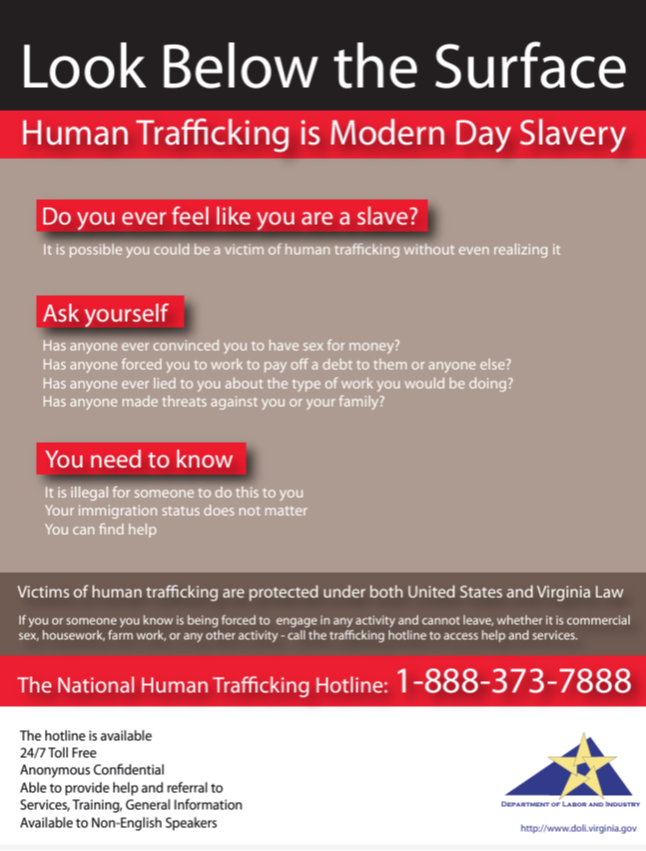 Look Below the Surface
Human Trafficking is Modern Day Slavery
Do you ever feel like you are a slave?
It is possible you could be a victim of human trafficking without even realizing it
Ask yourself
Has anyone ever convinced you to have sex for money?
Has anyone forced you to work to pay off a debt to them or anyone else?
Has anyone ever lied to you about the type of work you would be doing?
Has anyone made threats against you or your family?
You need to know
It is illegal for someone to do this to you
Your immigration status does not matter
You can find help
Victims of human trafficking are protected under both United States and Virginia Law
If you or someone you know is being forced to engage in any activity and cannot leave, whether it is commercial
sex, housework, farm work, or any other activity - call the trafficking hotline to access help and services.
The National Human Trafficking Hotline: 1-888-373-7888
The hotline is available
24/7 Toll Free
Anonymous Confidential
Able to provide help and referral to
Services, Training, General Information
Available to Non-English Speakers
Department of Labor and Industry
http://www.doli.virginia.gov